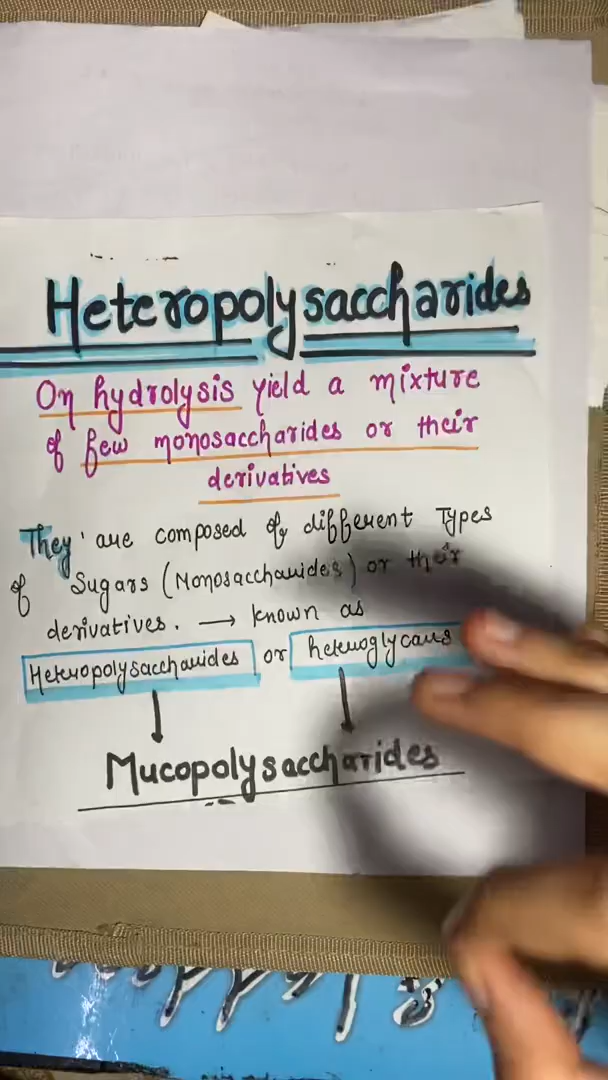 Heteropolysaccharides
On hydrolysis yield a mixture
of few monosaccharides or their
derivatives
They are composed of different Types
of Sugars (Monosaccharides) or their
derivatives. → known as
Heteropolysaccharides or heteroglycans
Mucopolysaccharides